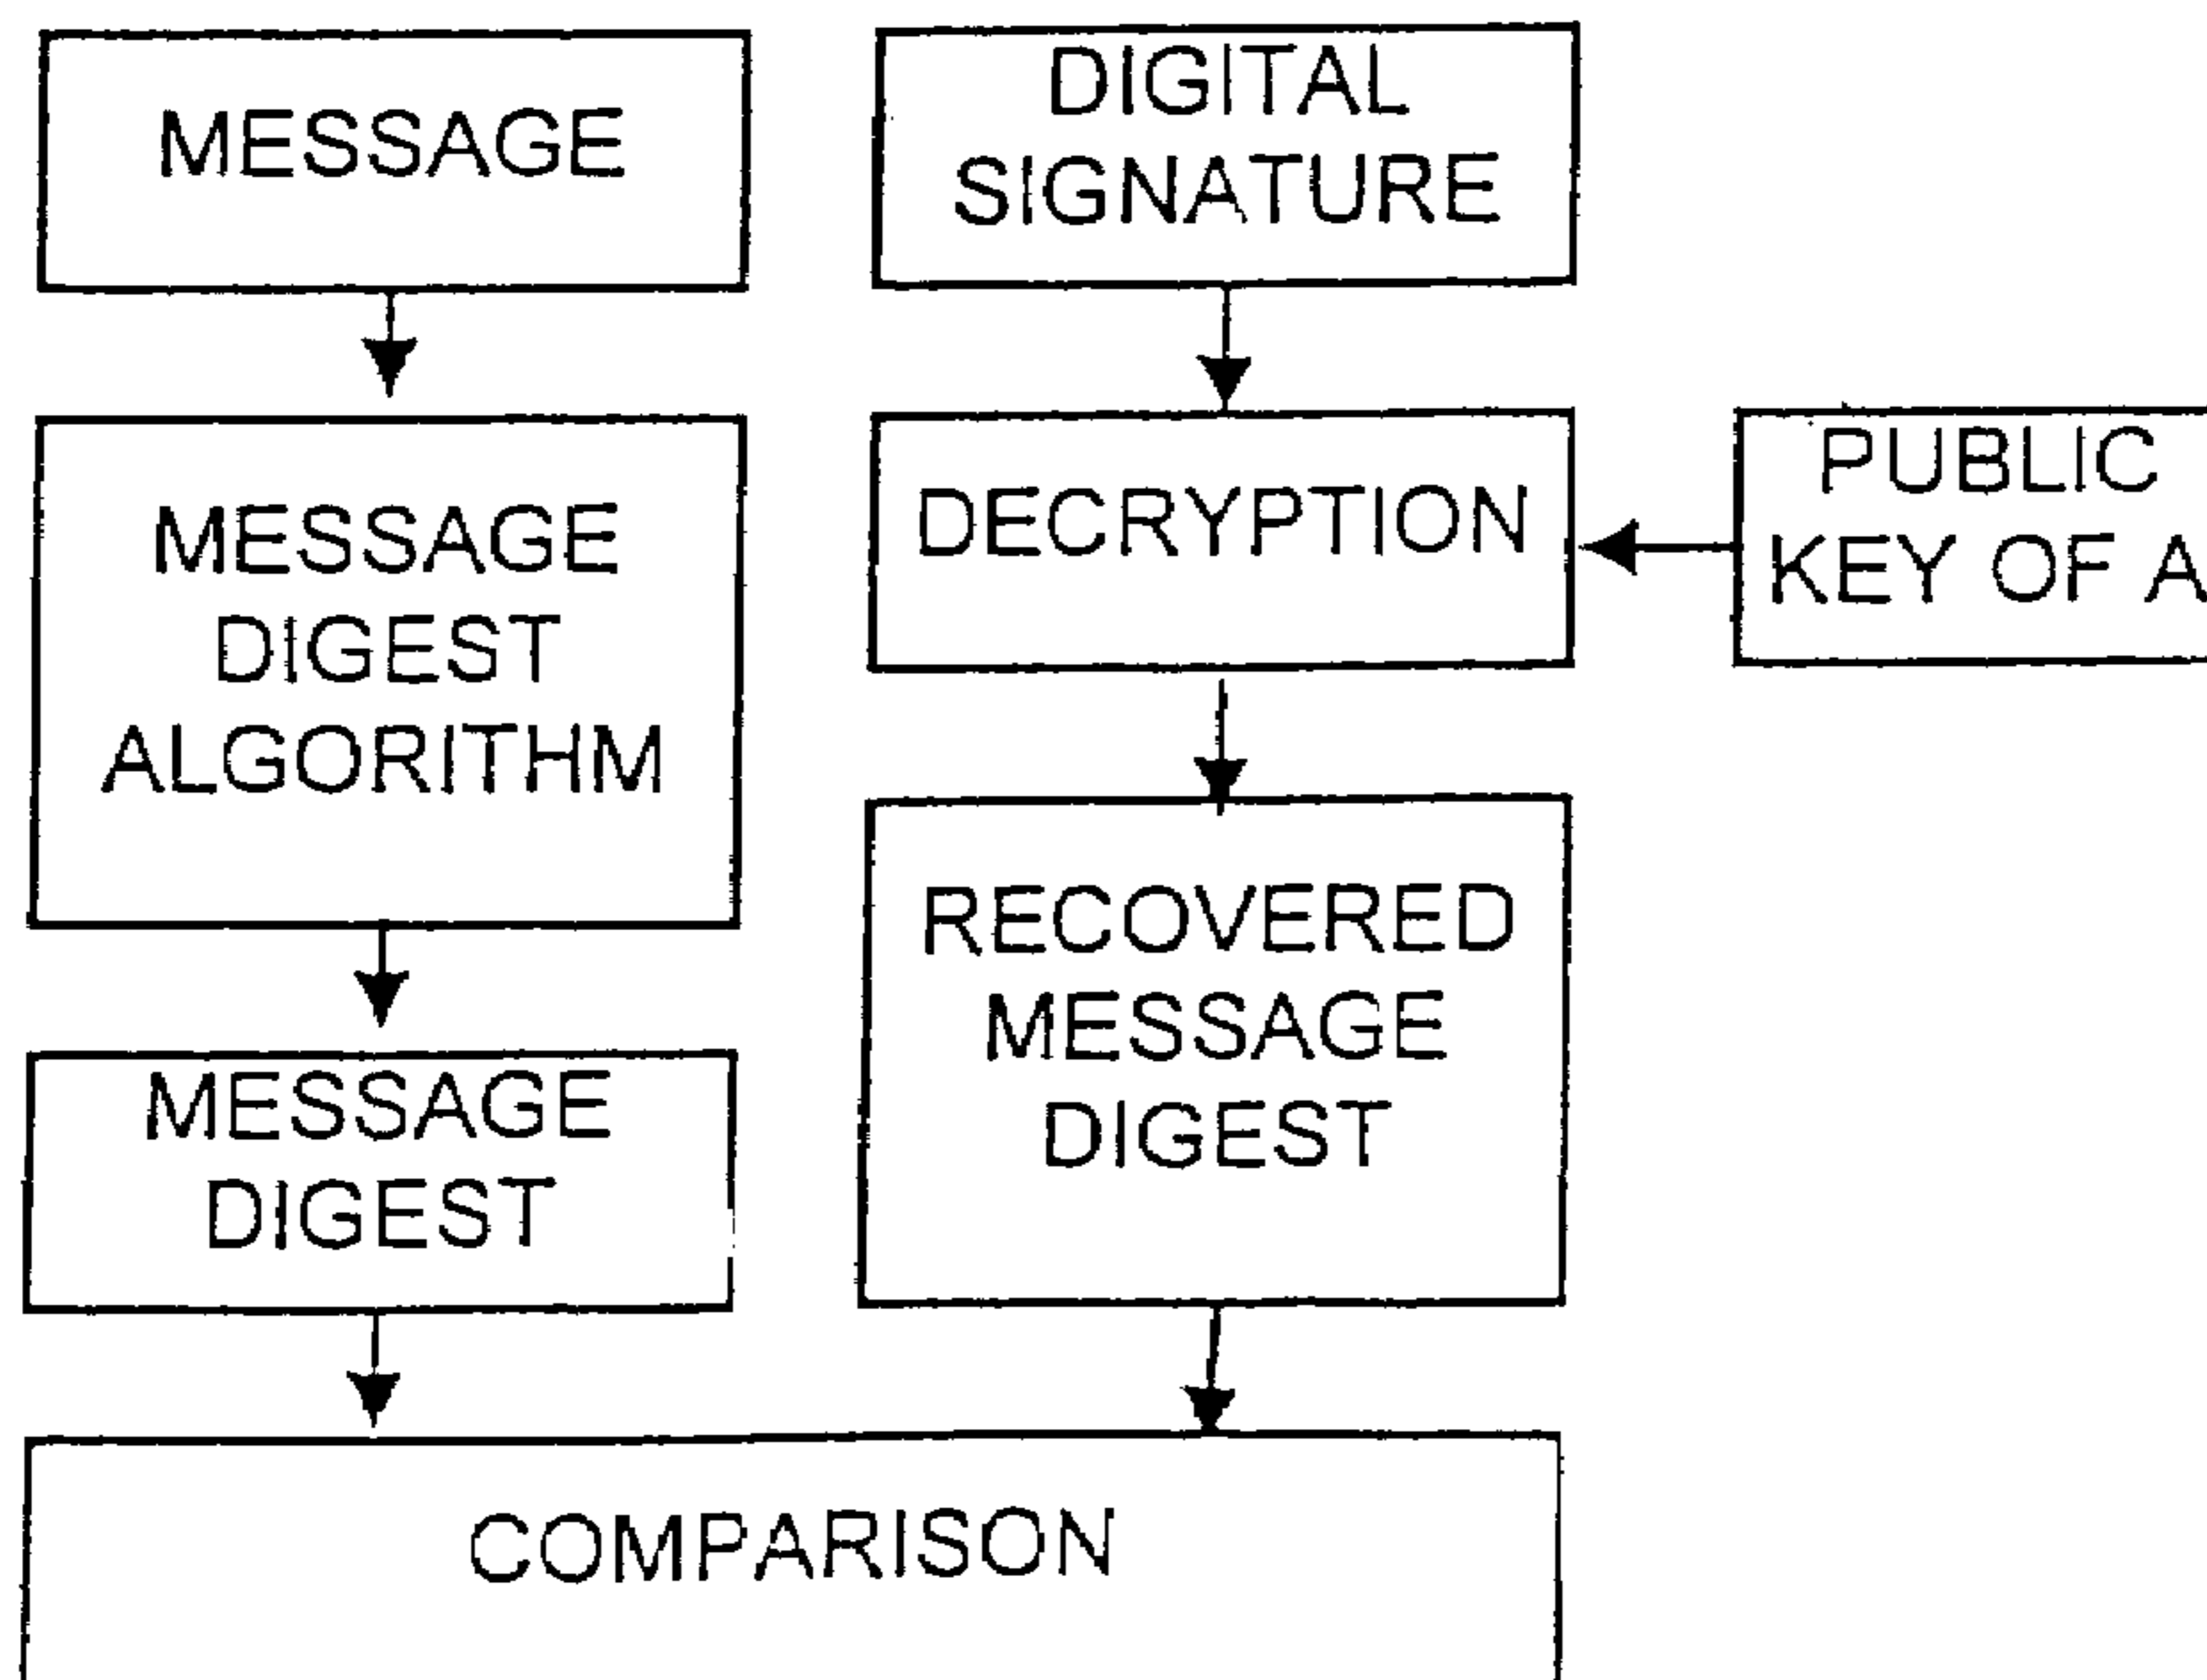 MESSAGE
DIGITAL
SIGNATURE
MESSAGE
DIGEST
ALGORITHM
DECRYPTION
PUBLIC
KEY OF A
RECOVERED
MESSAGE
DIGEST
MESSAGE
DIGEST
COMPARISON